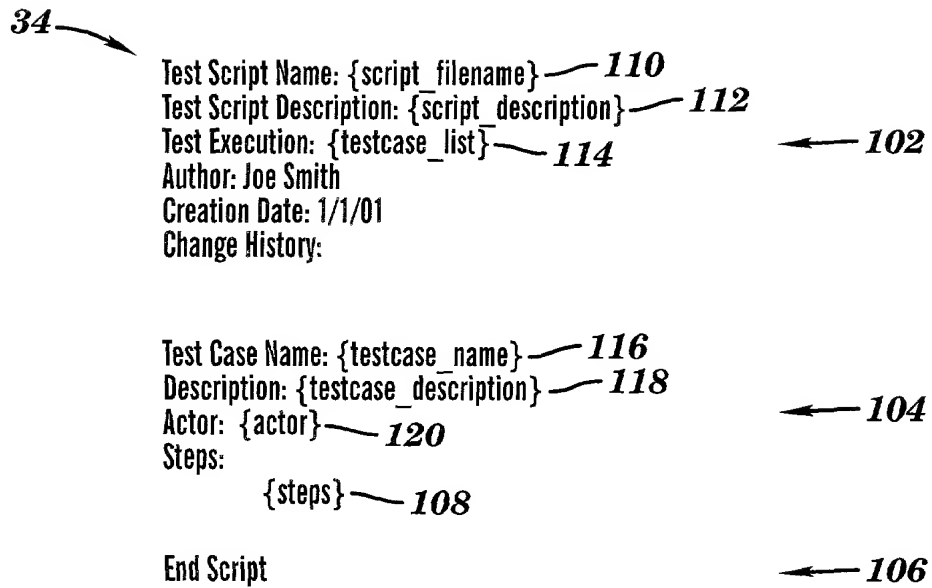 34
Test Script Name: {script_filename} 110
Test Script Description: {script_description} 112
Test Execution: {testcase_list} 114 102
Author: Joe Smith
Creation Date: 1/1/01
Change History:
Test Case Name: {testcase_name} 116
Description: {testcase_description} 118
Actor: {actor} 120 104
Steps:
{steps} 108
End Script 106